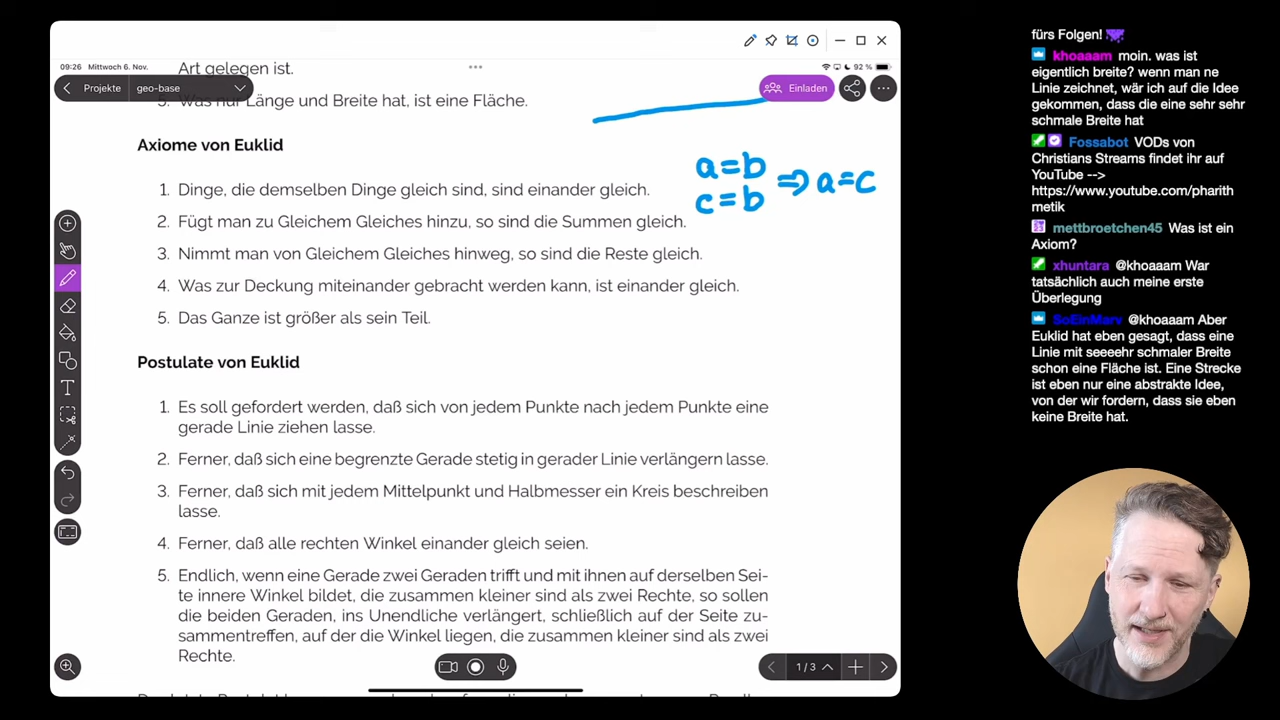 09:26 Mittwoch 6. Nov.
92 %
Art gelegen ist.
Projekte
geo-base
Einladen
5. Was nur Länge und Breite hat, ist eine Fläche.
Axiome von Euklid
1. Dinge, die demselben Dinge gleich sind, sind einander gleich.
2. Fügt man zu Gleichem Gleiches hinzu, so sind die Summen gleich.
3. Nimmt man von Gleichem Gleiches hinweg, so sind die Reste gleich.
4. Was zur Deckung miteinander gebracht werden kann, ist einander gleich.
5. Das Ganze ist größer als sein Teil.
a=b
c=b
⇒ a=c
Postulate von Euklid
1. Es soll gefordert werden, daß sich von jedem Punkte nach jedem Punkte eine
gerade Linie ziehen lasse.
2. Ferner, daß sich eine begrenzte Gerade stetig in gerader Linie verlängern lasse.
3. Ferner, daß sich mit jedem Mittelpunkt und Halbmesser ein Kreis beschreiben
lasse.
4. Ferner, daß alle rechten Winkel einander gleich seien.
5. Endlich, wenn eine Gerade zwei Geraden trifft und mit ihnen auf derselben Sei-
te innere Winkel bildet, die zusammen kleiner sind als zwei Rechte, so sollen
die beiden Geraden, ins Unendliche verlängert, schließlich auf der Seite zu-
sammentreffen, auf der die Winkel liegen, die zusammen kleiner sind als zwei
Rechte.
1/3
fürs Folgen!
khoaaam moin. was ist
eigentlich breite? wenn man ne
Linie zeichnet, wär ich auf die Idee
gekommen, dass die eine sehr sehr
schmale Breite hat
Fossabot VODs von
Christians Streams findet ihr auf
YouTube -->
https://www.youtube.com/pharith
metik
mettbroetchen45 Was ist ein
Axiom?
xhuntara @khoaaam War
tatsächlich auch meine erste
Überlegung
SoEinMarv @khoaaam Aber
Euklid hat eben gesagt, dass eine
Linie mit seeeehr schmaler Breite
schon eine Fläche ist. Eine Strecke
ist eben nur eine abstrakte Idee,
von der wir fordern, dass sie eben
keine Breite hat.